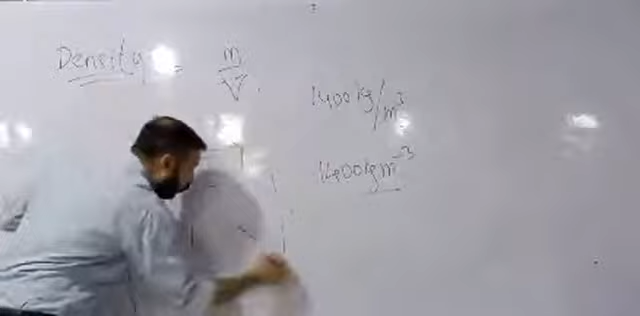 Density = m/V
1400 kg/m³
1400 kg m⁻³